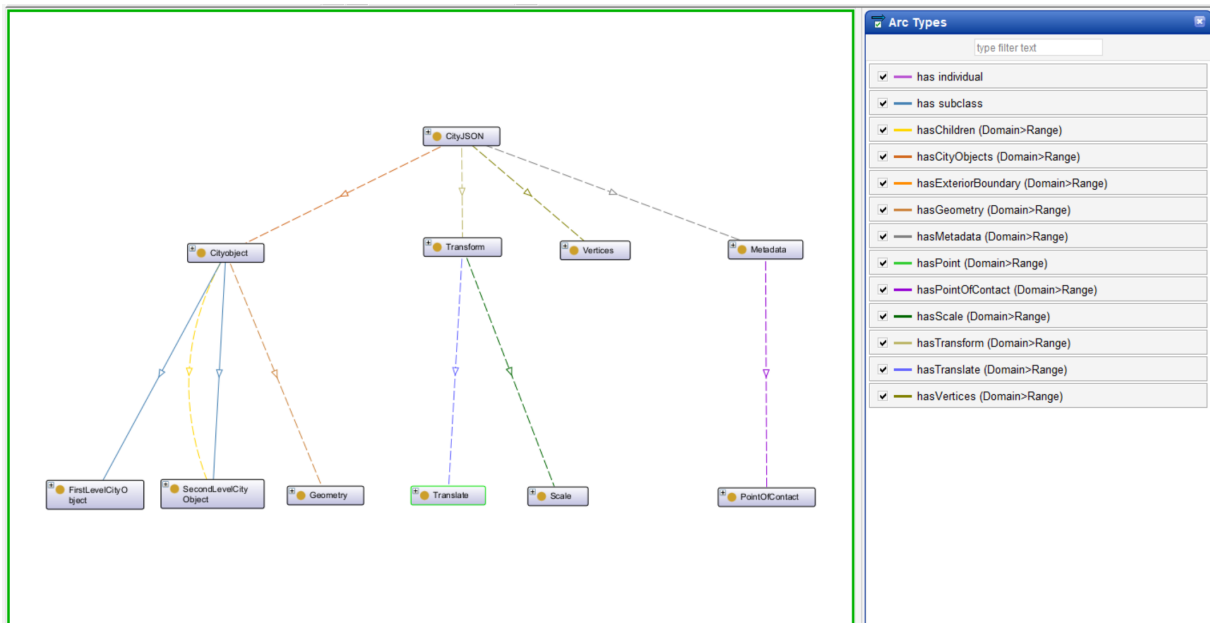 Arc Types
type filter text
has individual
has subclass
hasChildren (Domain>Range)
hasCityObjects (Domain>Range)
hasExteriorBoundary (Domain>Range)
hasGeometry (Domain>Range)
hasMetadata (Domain>Range)
hasPoint (Domain>Range)
hasPointOfContact (Domain>Range)
hasScale (Domain>Range)
hasTransform (Domain>Range)
hasTranslate (Domain>Range)
hasVertices (Domain>Range)
CityJSON
Cityobject
Transform
Vertices
Metadata
FirstLevelCityO
bject
SecondLevelCity
Object
Geometry
Translate
Scale
PointOfContact